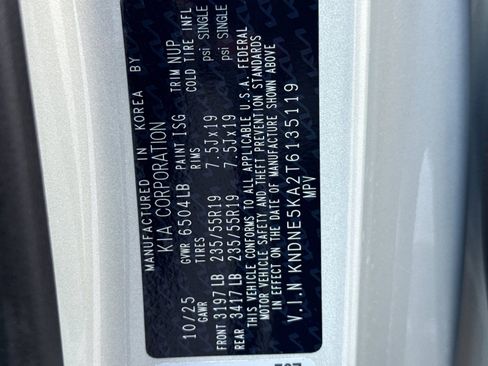 MANUFACTURED IN KOREA BY
KIA CORPORATION
10/25 GVWR 6504LB PAINT ISG TRIM NUP
GAWR TIRES RIMS COLD TIRE INFL
FRONT 3197LB 235/55R19 7.5Jx19 psi SINGLE
REAR 3417LB 235/55R19 7.5Jx19 psi SINGLE
THIS VEHICLE CONFORMS TO ALL APPLICABLE U.S.A. FEDERAL
MOTOR VEHICLE SAFETY AND THEFT PREVENTION STANDARDS
IN EFFECT ON THE DATE OF MANUFACTURE SHOWN ABOVE
V.I.N KNDNE5KA2T6135119
MPV